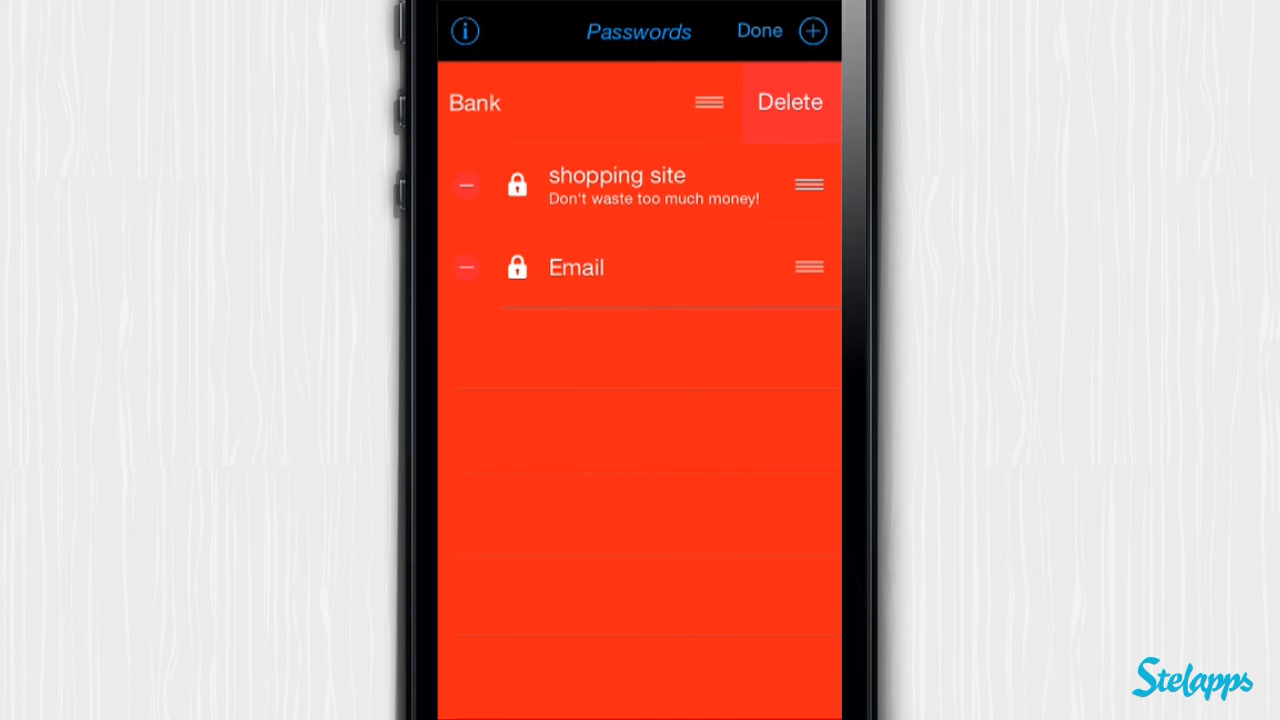 Passwords Done
Bank Delete
shopping site
Don't waste too much money!
Email
Stelapps